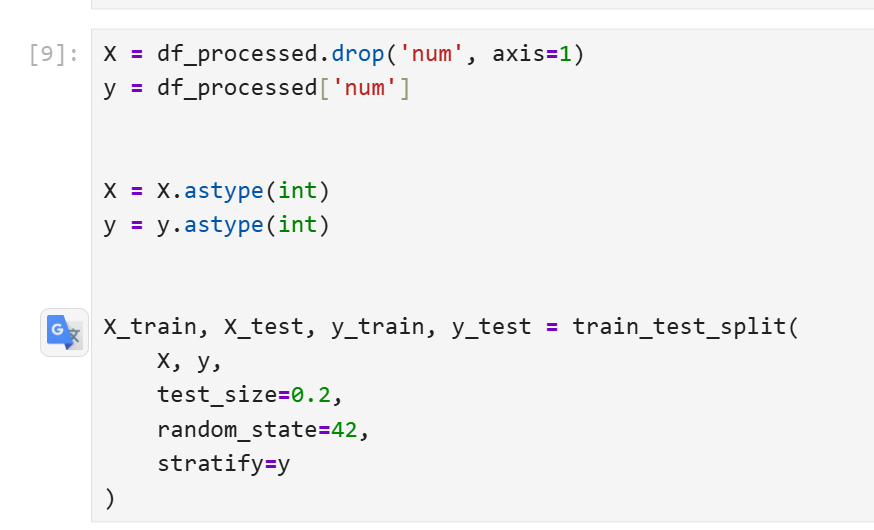 [9]:
X = df_processed.drop('num', axis=1)
y = df_processed['num']
X = X.astype(int)
y = y.astype(int)
G 文
X_train, X_test, y_train, y_test = train_test_split(
    X, y,
    test_size=0.2,
    random_state=42,
    stratify=y
)